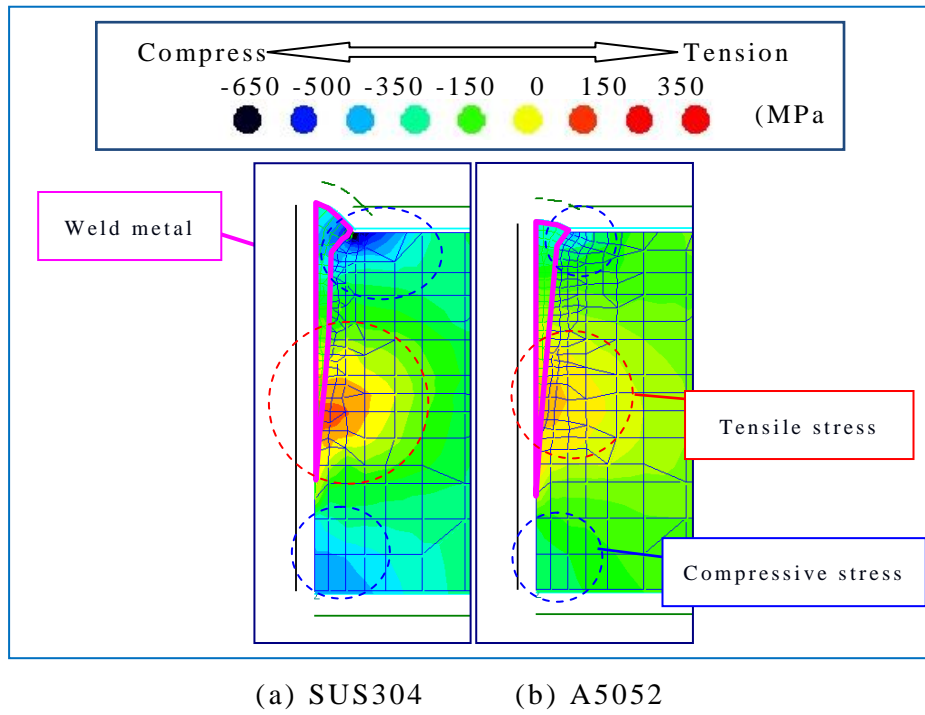 Compress Tension
-650 -500 -350 -150 0 150 350
(MPa
Weld metal
Tensile stress
Compressive stress
(a) SUS304 (b) A5052